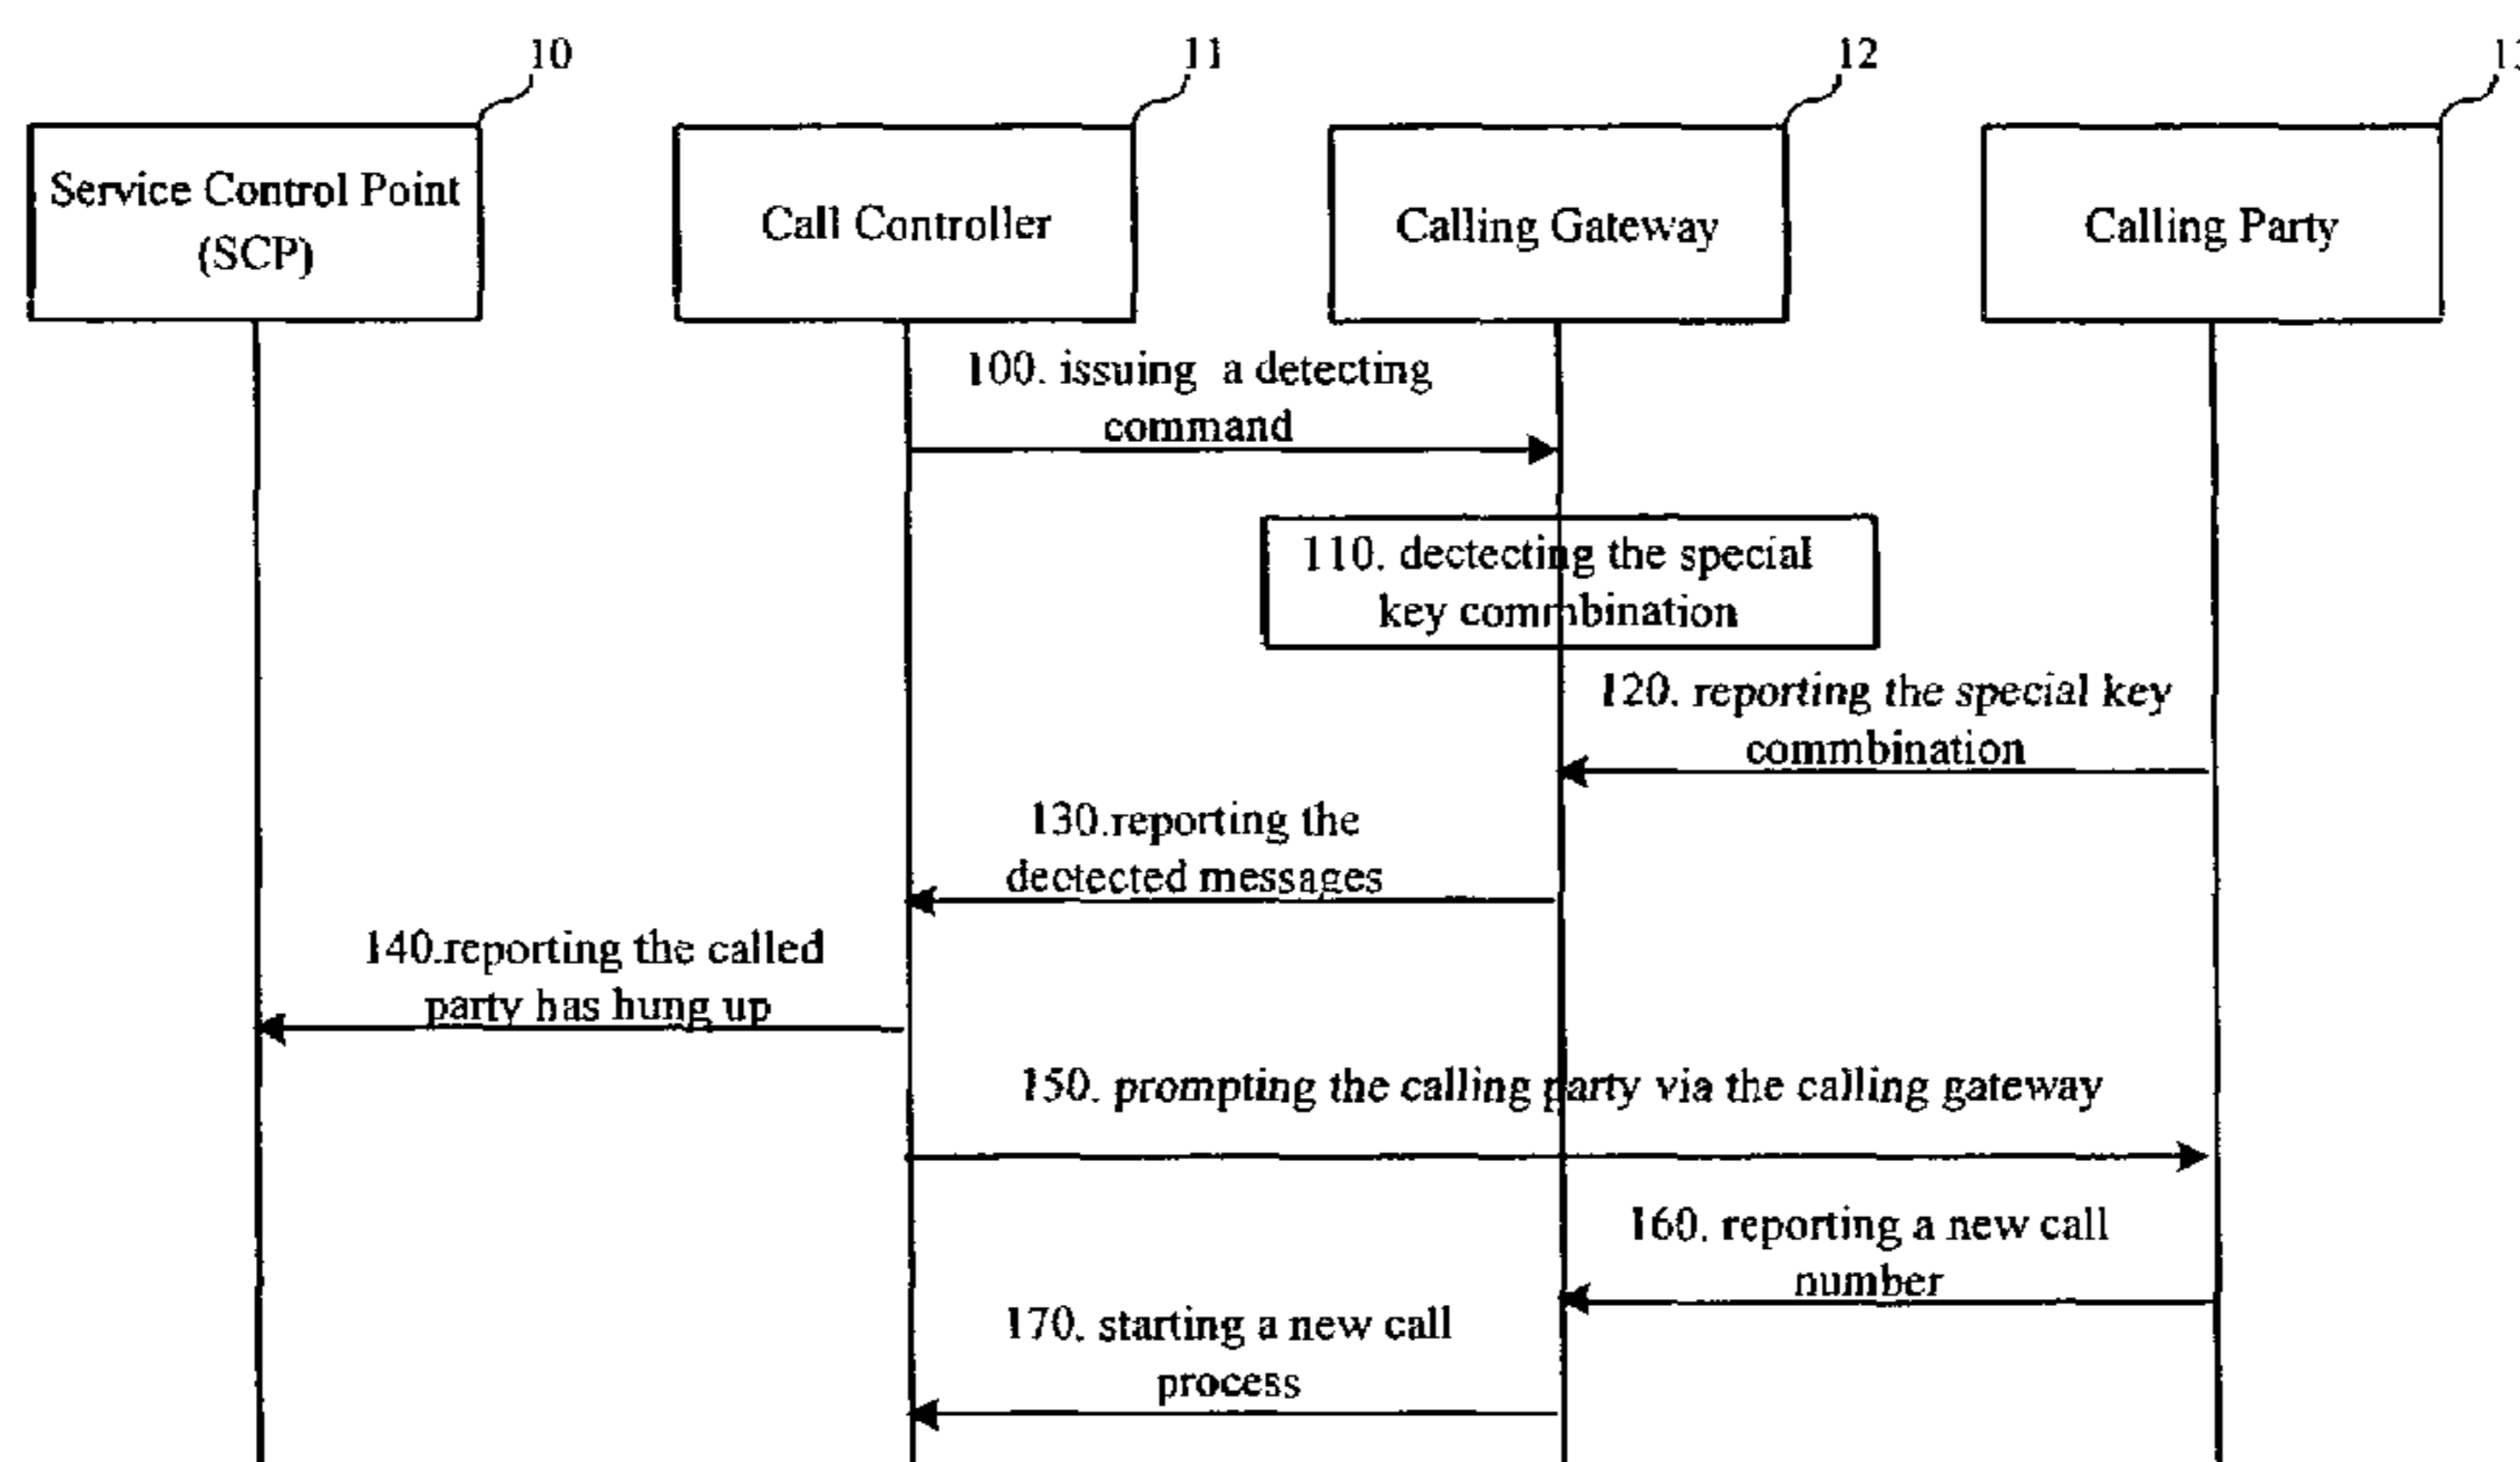 10
11
12
Service Control Point
(SCP)
Call Controller
Calling Gateway
Calling Party
100. issuing a detecting
command
110. dectecting the special
key commbination
120. reporting the special key
commbination
130.reporting the
dectected messages
140.reporting the called
party has hung up
150. prompting the calling party via the calling gateway
160. reporting a new call
number
170. starting a new call
process